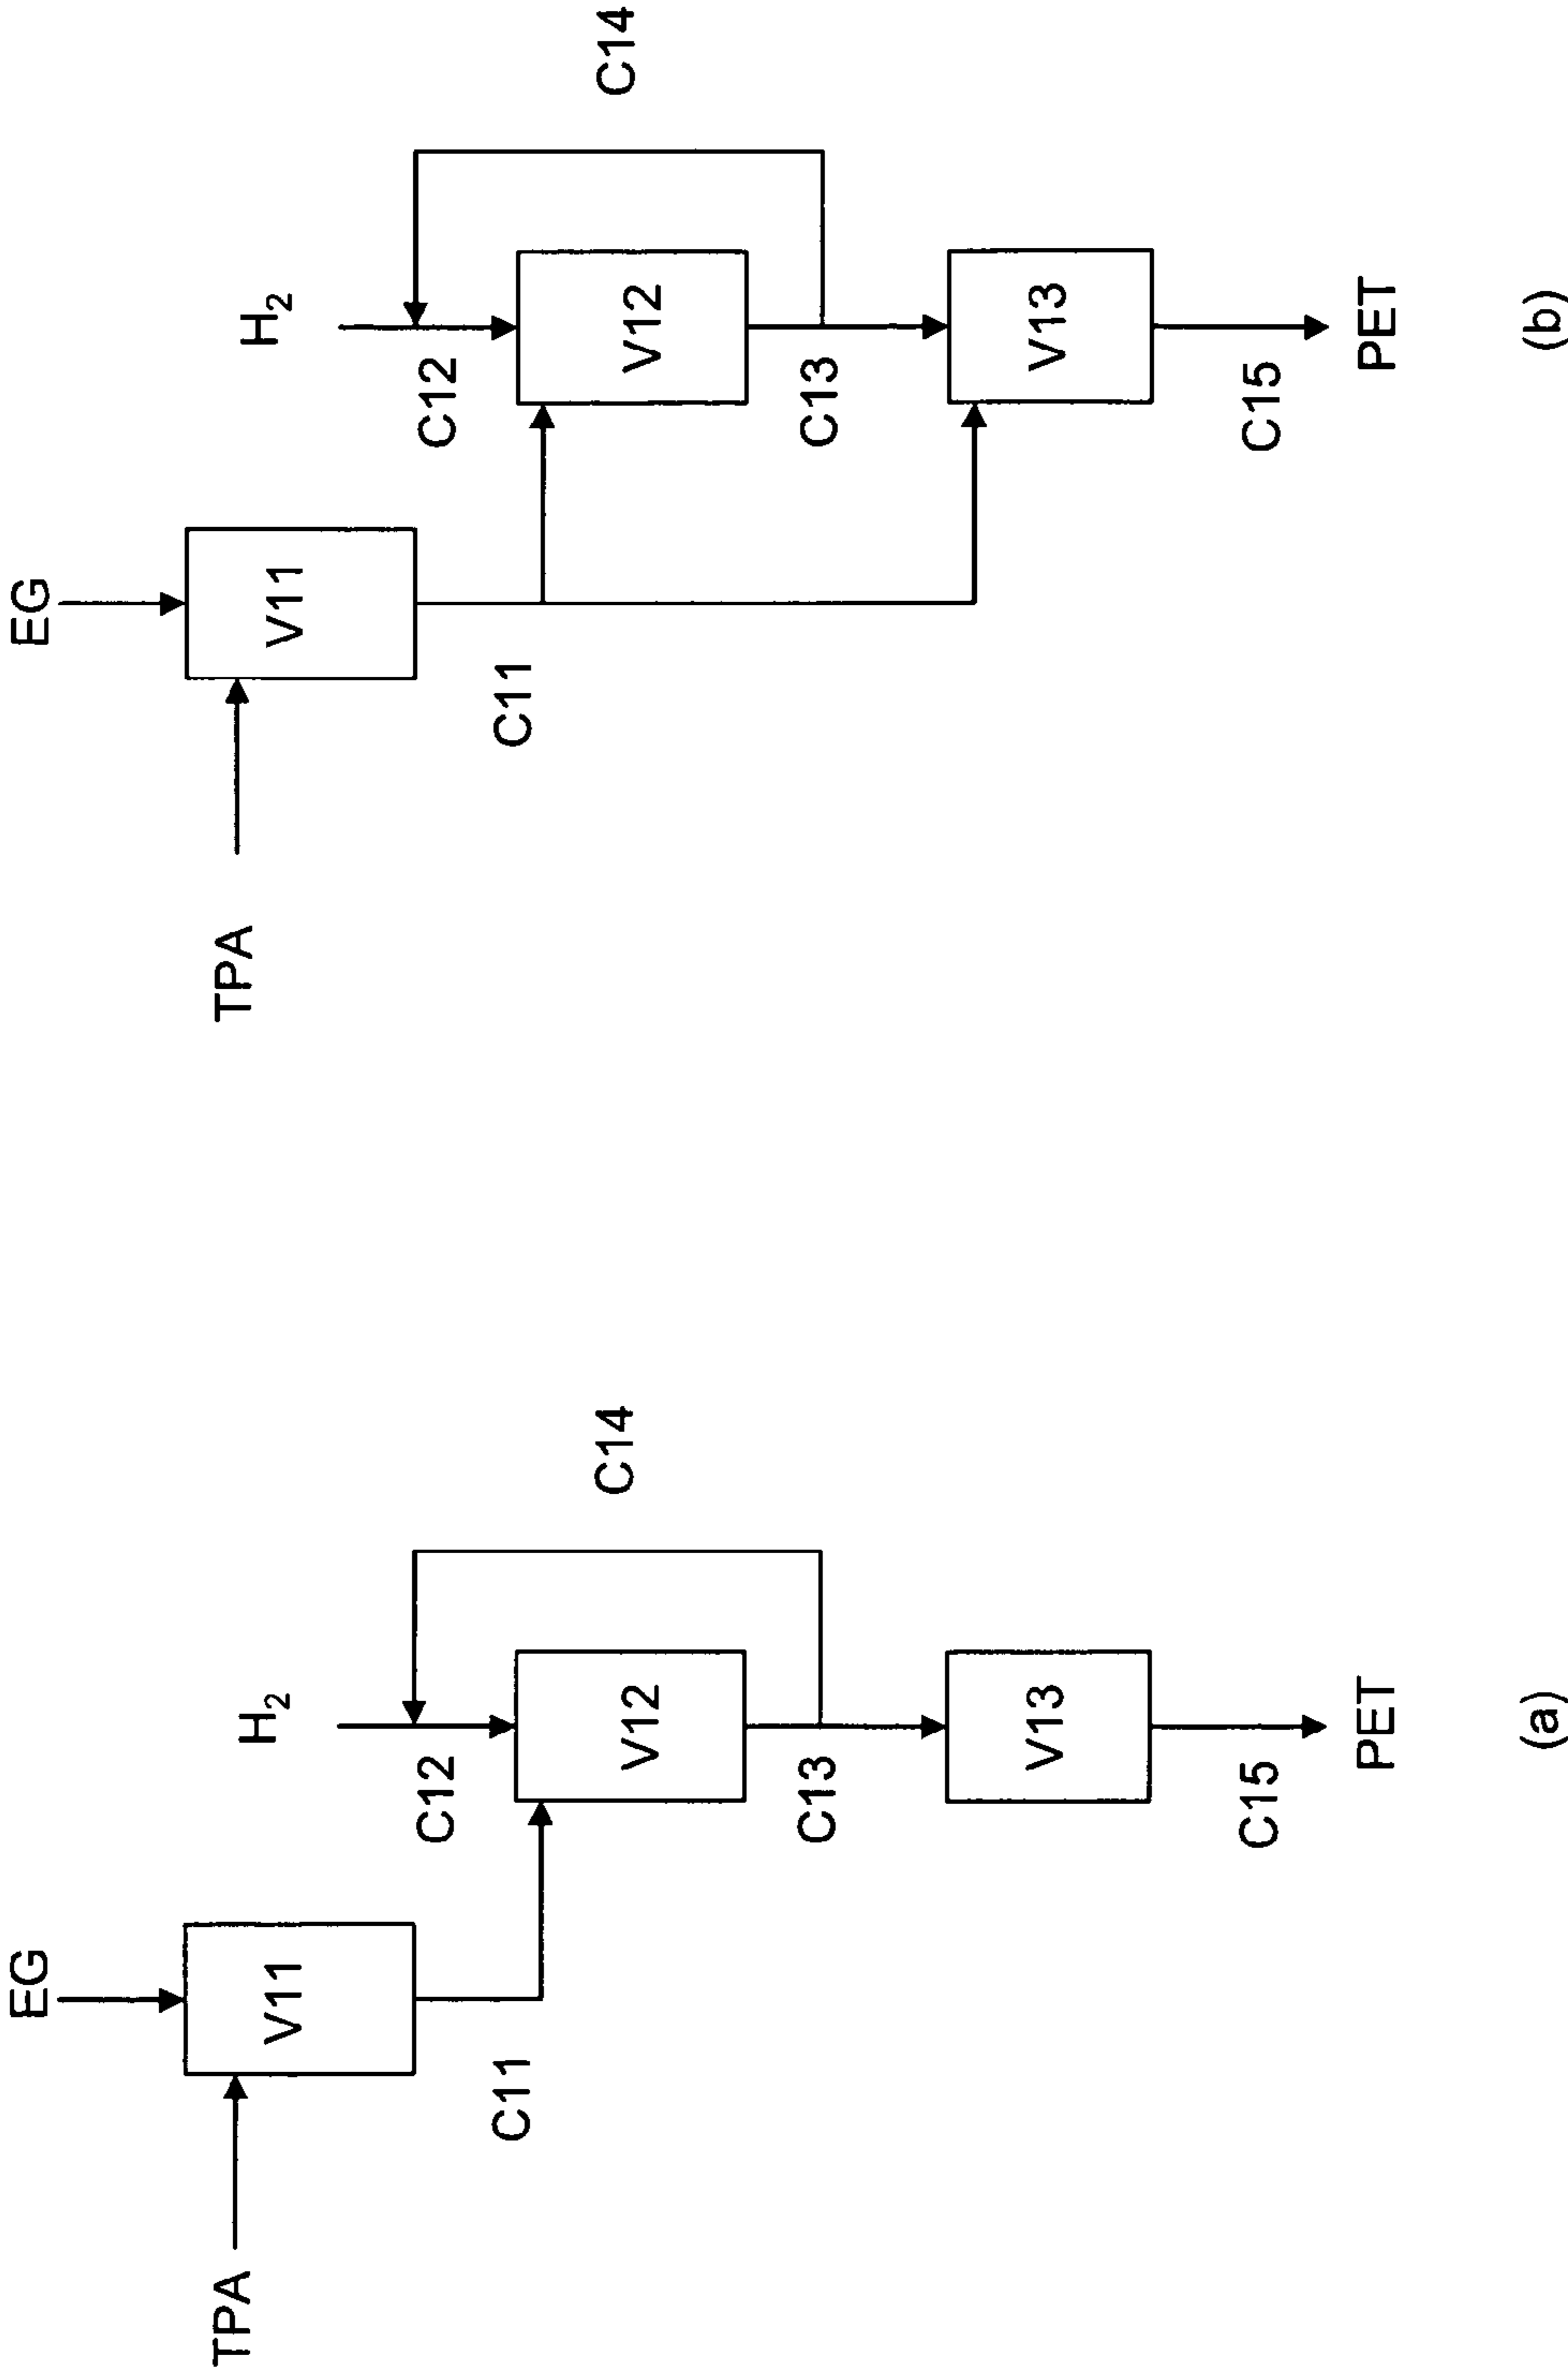 EG
TPA
V11
C11
H2
C12
V12
C14
C13
V13
C15
PET
(a)
EG
TPA
V11
C11
H2
C12
V12
C14
C13
V13
C15
PET
(b)